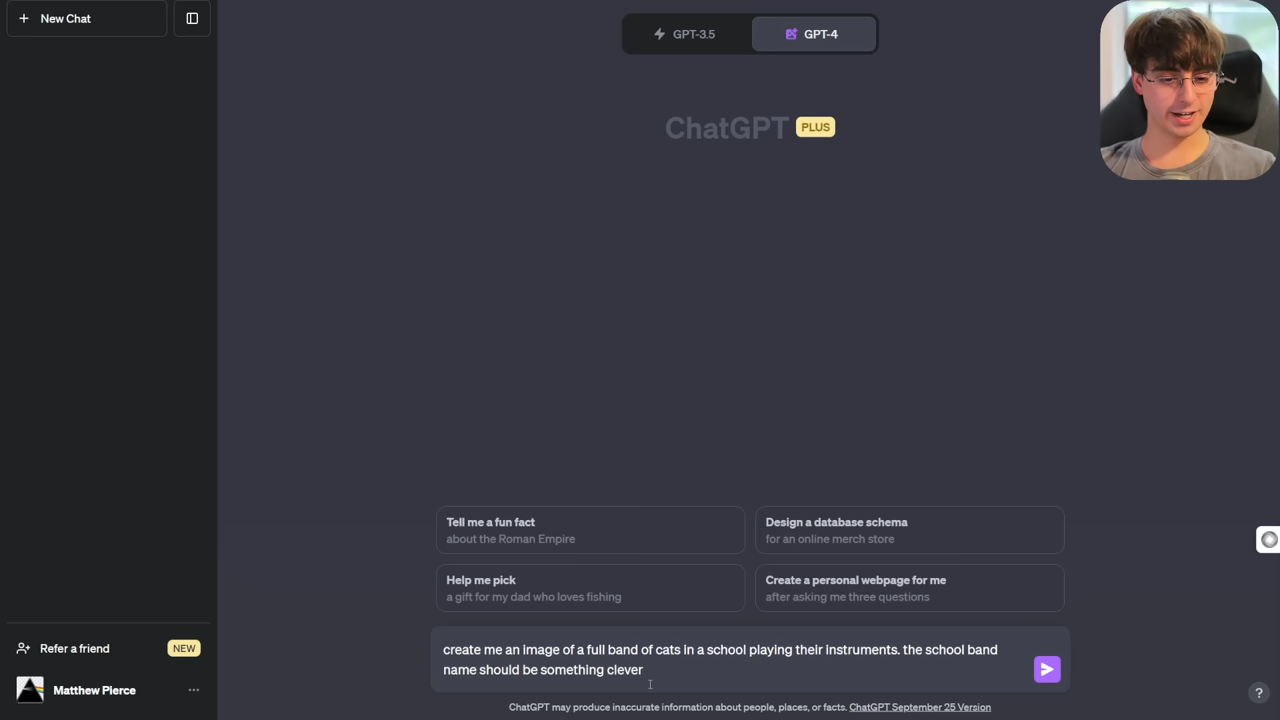 New Chat
GPT-3.5
GPT-4
ChatGPT PLUS
Tell me a fun fact
about the Roman Empire
Design a database schema
for an online merch store
Help me pick
a gift for my dad who loves fishing
Create a personal webpage for me
after asking me three questions
Refer a friend NEW
Matthew Pierce
create me an image of a full band of cats in a school playing their instruments. the school band
name should be something clever
ChatGPT may produce inaccurate information about people, places, or facts. ChatGPT September 25 Version
?